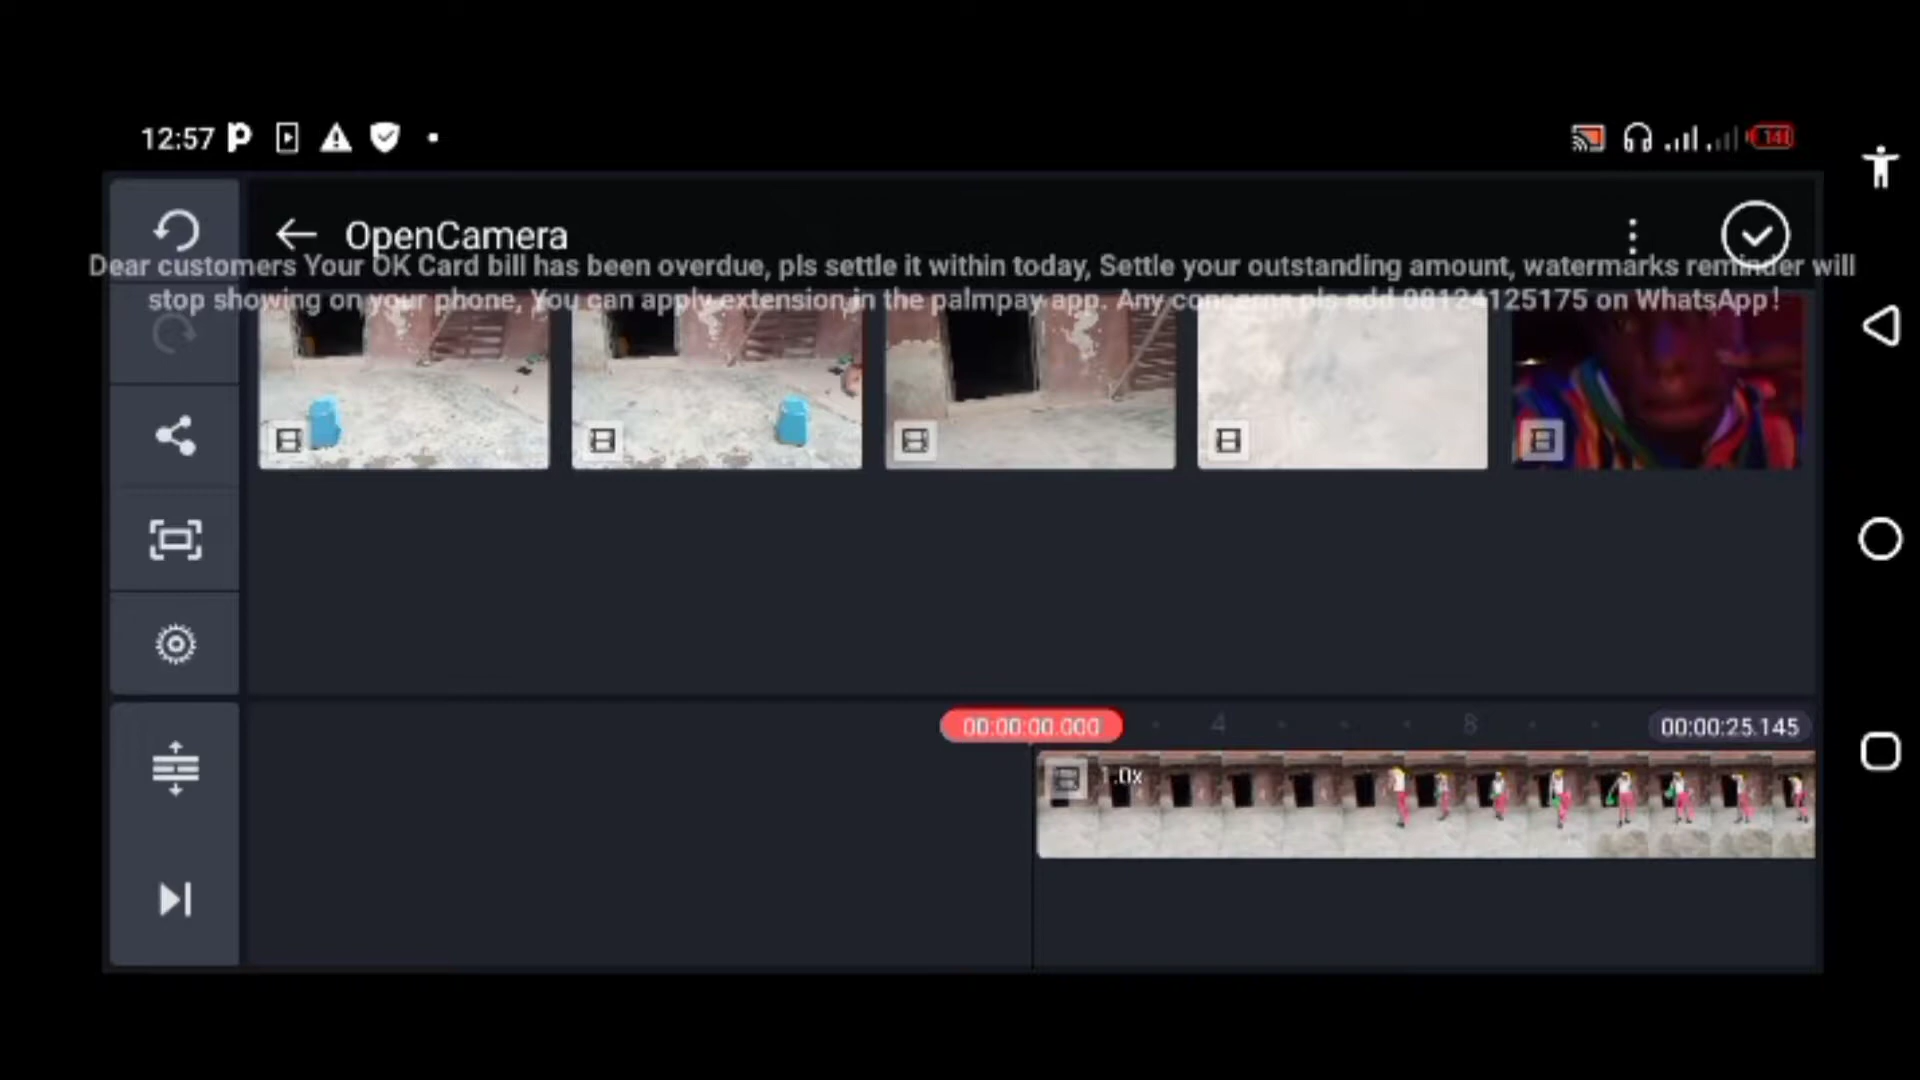 12:57
141
OpenCamera
Dear customers Your OK Card bill has been overdue, pls settle it within today, Settle your outstanding amount, watermarks reminder will
stop showing on your phone, You can apply extension in the palmpay app. Any concerns pls add 08124125175 on WhatsApp!
00:00:00.000
4
8
00:00:25.145
1.0x